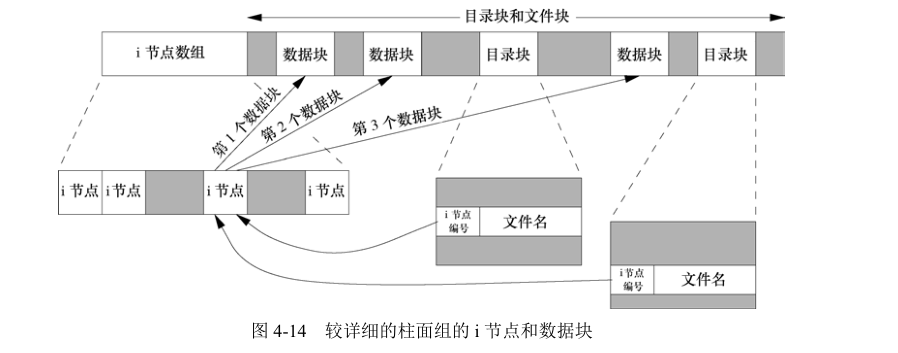 目录块和文件块
i 节点数组
数据块
数据块
目录块
数据块
目录块
第 1 个数据块
第 2 个数据块
第 3 个数据块
i 节点
i 节点
i 节点
i 节点
i 节点
编号
文件名
i 节点
编号
文件名
图 4-14 较详细的柱面组的 i 节点和数据块